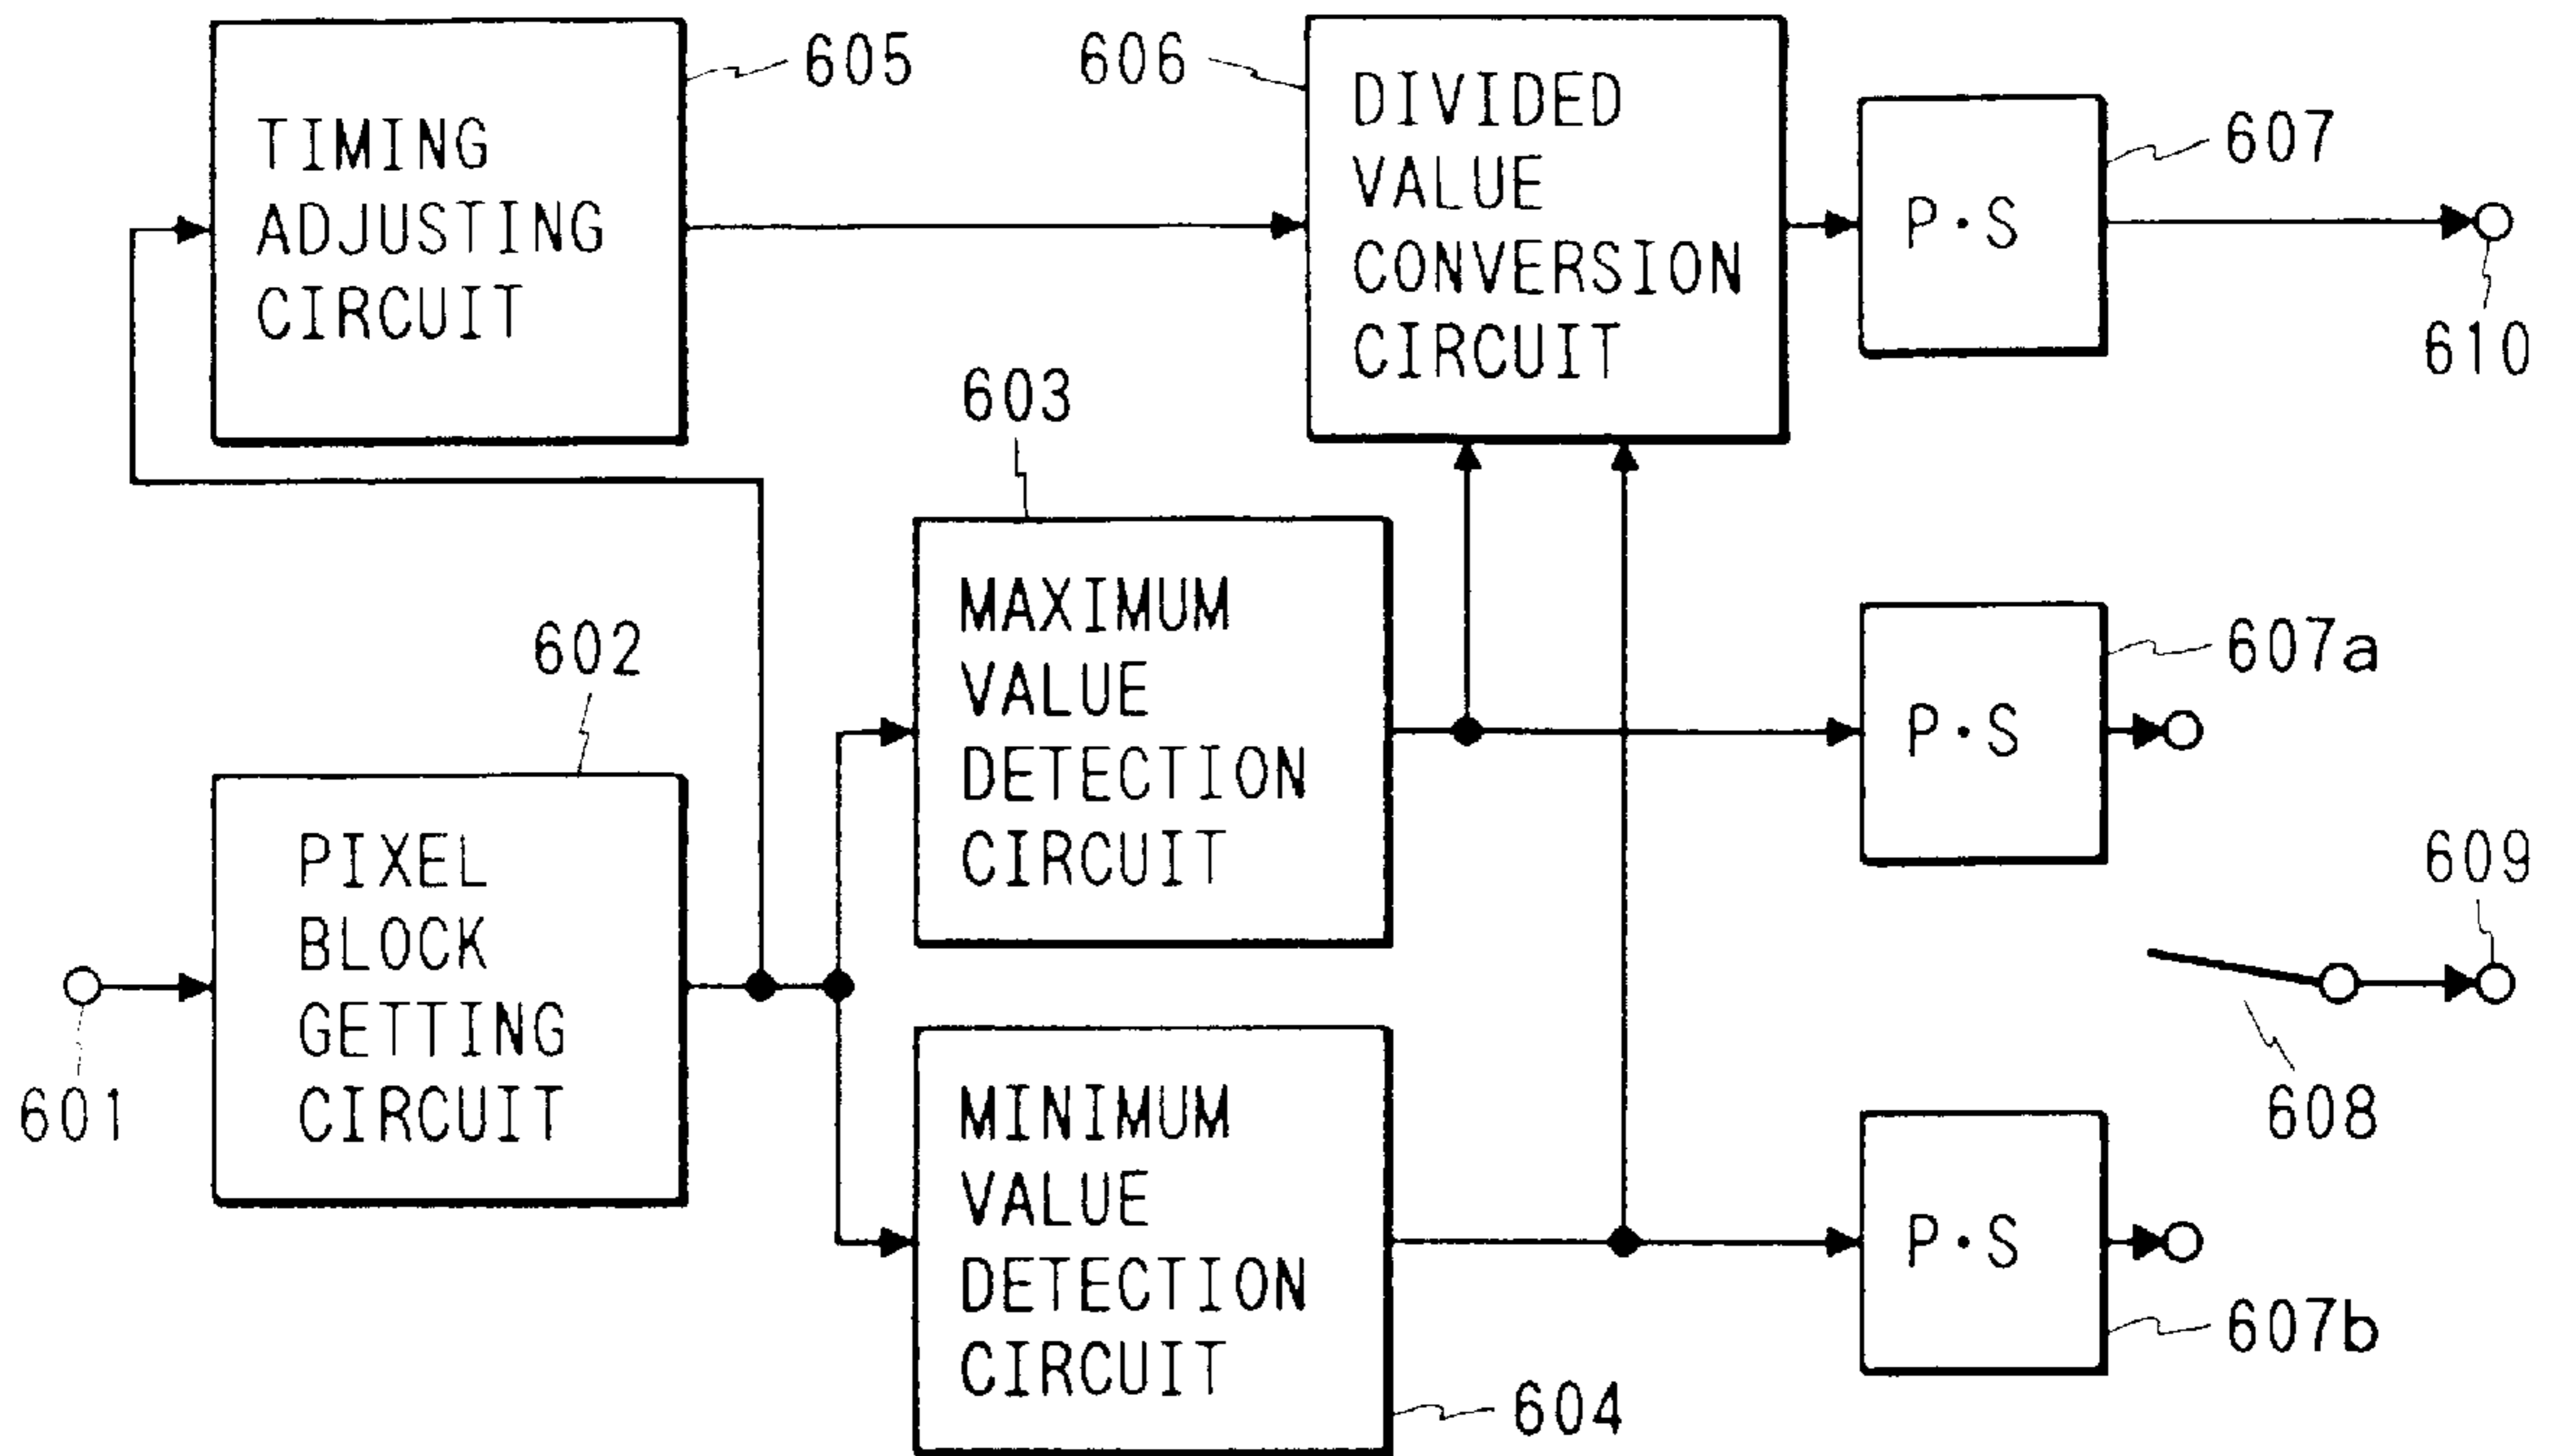 605
TIMING
ADJUSTING
CIRCUIT
606
DIVIDED
VALUE
CONVERSION
CIRCUIT
P·S
607
610
603
MAXIMUM
VALUE
DETECTION
CIRCUIT
P·S
607a
602
PIXEL
BLOCK
GETTING
CIRCUIT
601
609
608
MINIMUM
VALUE
DETECTION
CIRCUIT
604
P·S
607b